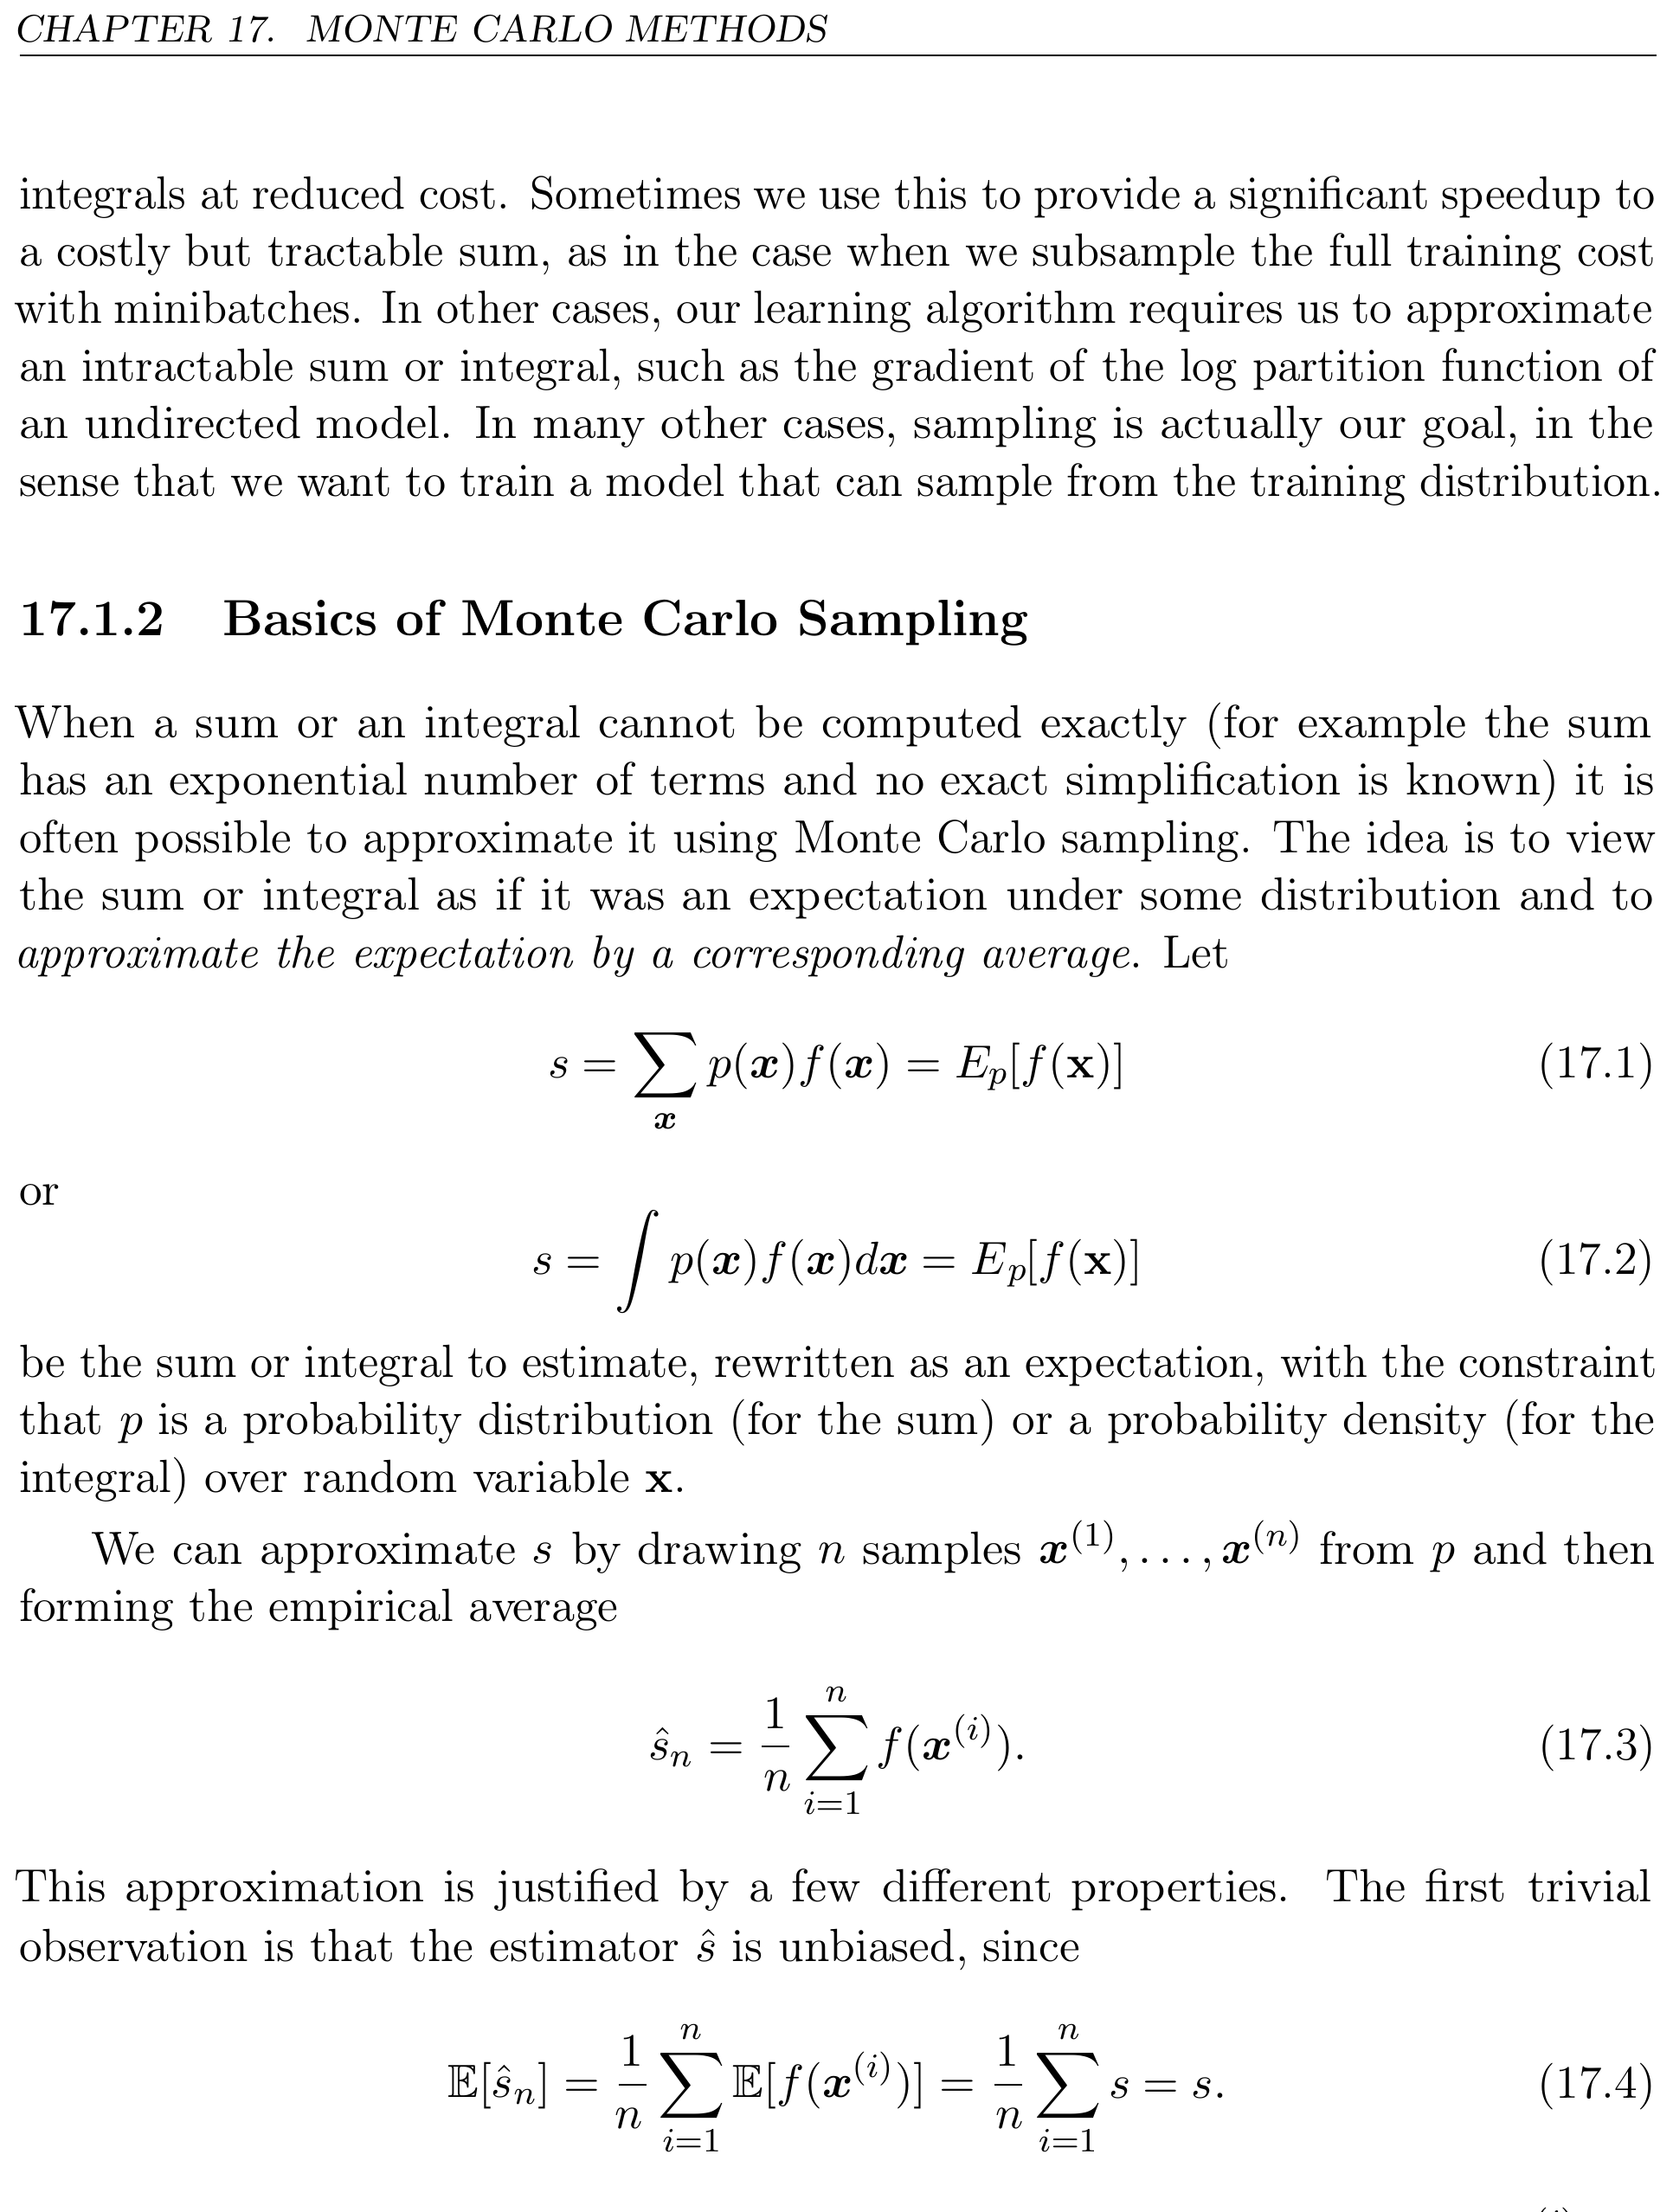 CHAPTER 17. MONTE CARLO METHODS
integrals at reduced cost. Sometimes we use this to provide a significant speedup to
a costly but tractable sum, as in the case when we subsample the full training cost
with minibatches. In other cases, our learning algorithm requires us to approximate
an intractable sum or integral, such as the gradient of the log partition function of
an undirected model. In many other cases, sampling is actually our goal, in the
sense that we want to train a model that can sample from the training distribution.
17.1.2 Basics of Monte Carlo Sampling
When a sum or an integral cannot be computed exactly (for example the sum
has an exponential number of terms and no exact simplification is known) it is
often possible to approximate it using Monte Carlo sampling. The idea is to view
the sum or integral as if it was an expectation under some distribution and to
approximate the expectation by a corresponding average. Let
s = ∑_x p(x)f(x) = E_p[f(x)] (17.1)
or
s = ∫ p(x)f(x)dx = E_p[f(x)] (17.2)
be the sum or integral to estimate, rewritten as an expectation, with the constraint
that p is a probability distribution (for the sum) or a probability density (for the
integral) over random variable x.
We can approximate s by drawing n samples x^(1), . . . , x^(n) from p and then
forming the empirical average
ŝ_n = 1/n ∑_{i=1}^n f(x^(i)). (17.3)
This approximation is justified by a few different properties. The first trivial
observation is that the estimator ŝ is unbiased, since
𝔼[ŝ_n] = 1/n ∑_{i=1}^n 𝔼[f(x^(i))] = 1/n ∑_{i=1}^n s = s. (17.4)